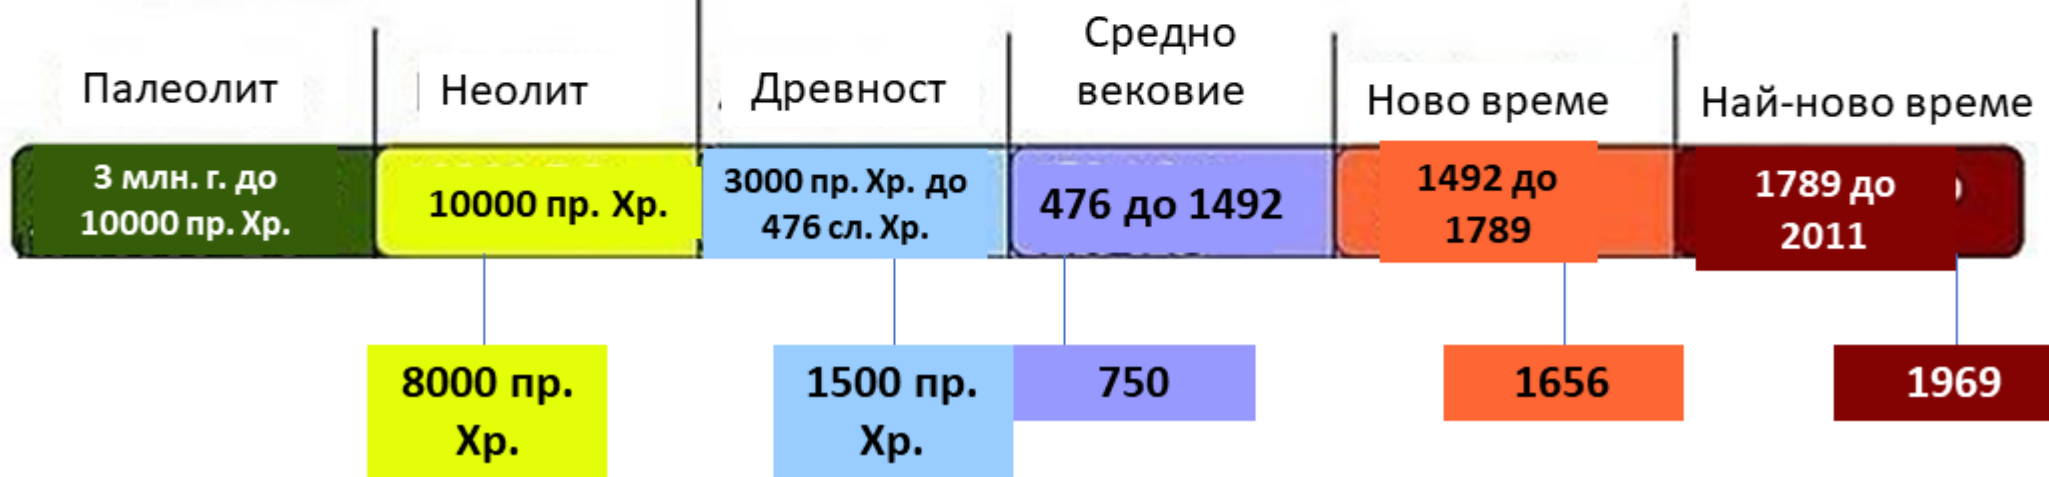 Палеолит
Неолит
Древност
Средно
вековие
Ново време
Най-ново време
3 млн. г. до
10000 пр. Хр.
10000 пр. Хр.
3000 пр. Хр. до
476 сл. Хр.
476 до 1492
1492 до
1789
1789 до
2011
8000 пр.
Хр.
1500 пр.
Хр.
750
1656
1969